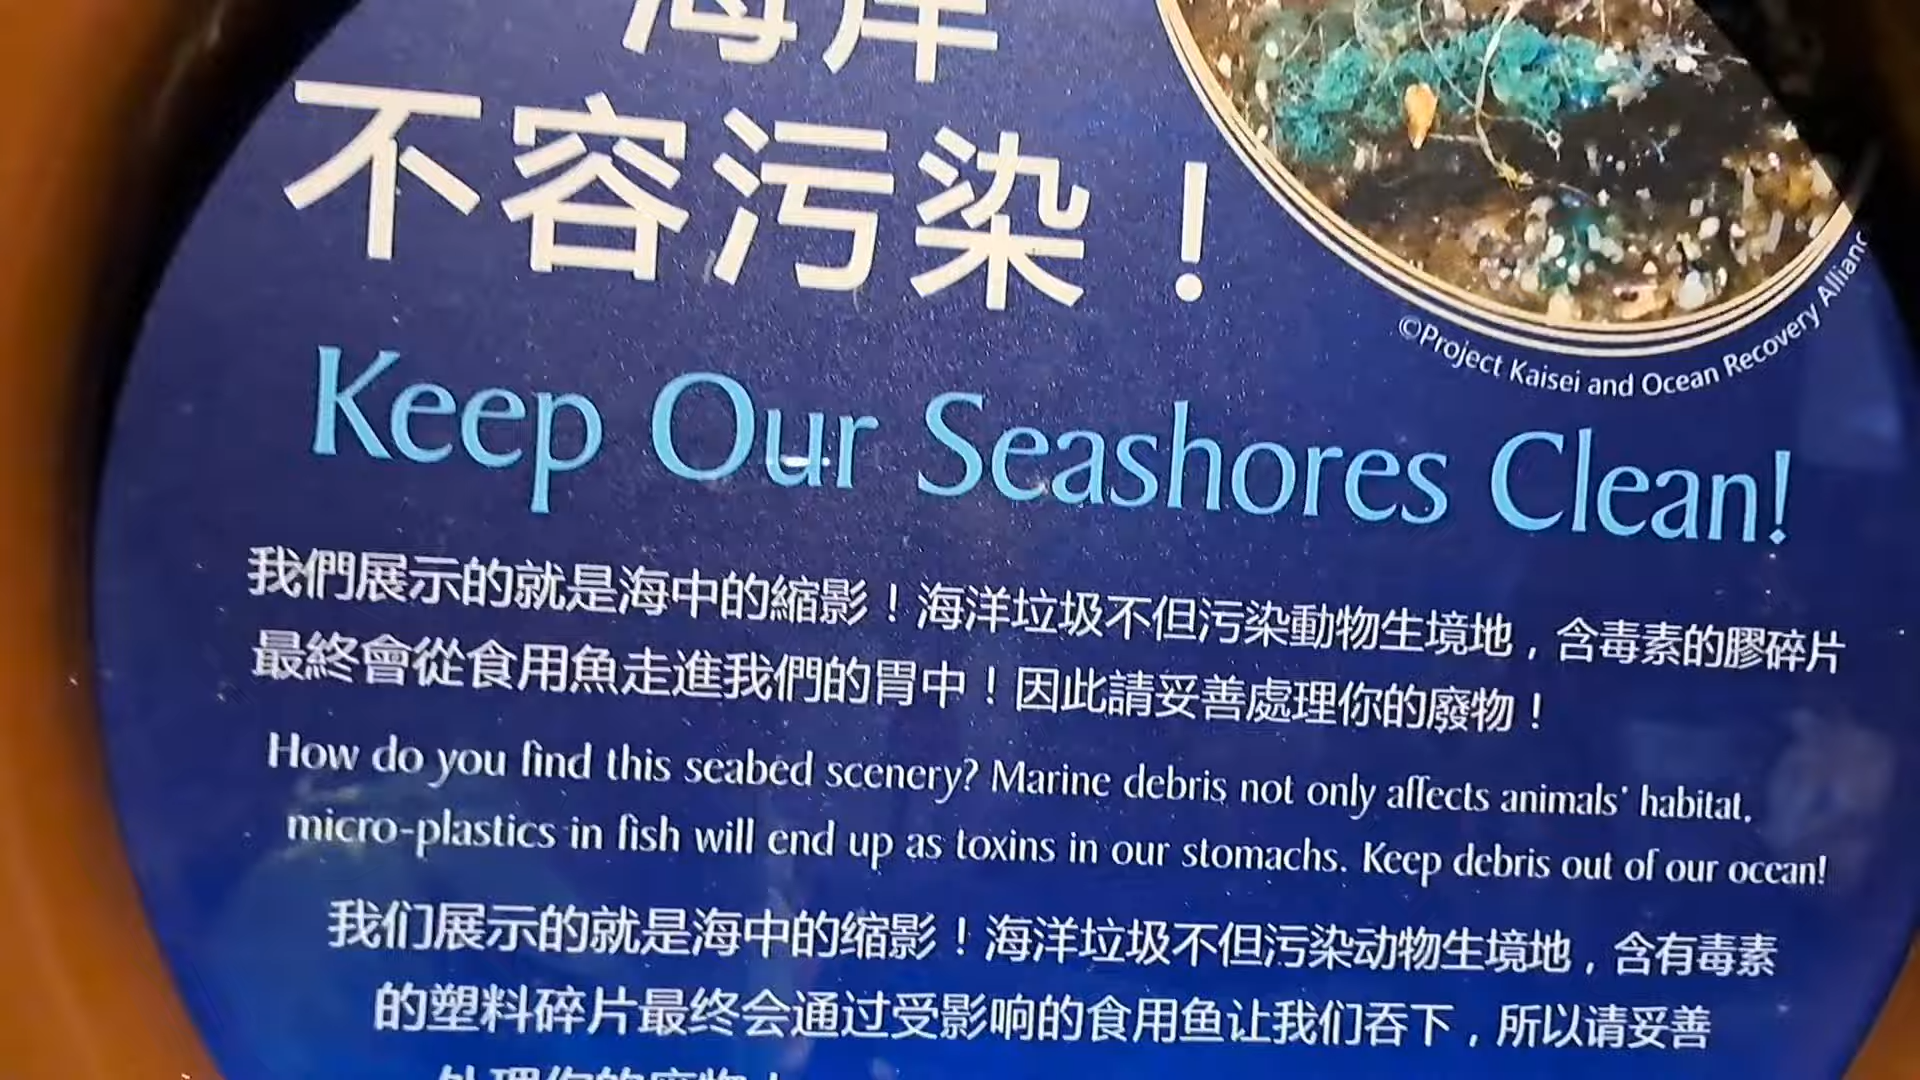 海岸
不容污染！
©Project Kaisei and Ocean Recovery
Keep Our Seashores Clean!
我們展示的就是海中的縮影！海洋垃圾不但污染動物生境地，含毒素的膠碎片
最終會從食用魚走進我們的胃中！因此請妥善處理你的廢物！
How do you find this seabed scenery? Marine debris not only affects animals' habitat,
micro-plastics in fish will end up as toxins in our stomachs. Keep debris out of our ocean!
我们展示的就是海中的缩影！海洋垃圾不但污染动物生境地，含有毒素
的塑料碎片最终会通过受影响的食用鱼让我们吞下，所以请妥善
处理你的废物！